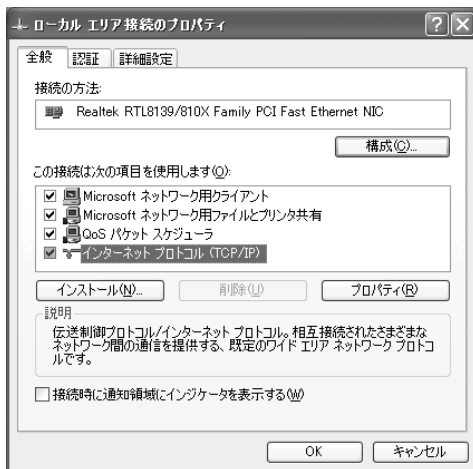 ローカル エリア接続のプロパティ
全般 認証 詳細設定
接続の方法:
Realtek RTL8139/810X Family PCI Fast Ethernet NIC
構成(C)...
この接続は次の項目を使用します(O):
Microsoft ネットワーク用クライアント
Microsoft ネットワーク用ファイルとプリンタ共有
QoS パケット スケジューラ
インターネット プロトコル (TCP/IP)
インストール(N)... 削除(U) プロパティ(R)
説明
伝送制御プロトコル/インターネット プロトコル。相互接続されたさまざまな
ネットワーク間の通信を提供する、既定のワイド エリア ネットワーク プロトコ
ルです。
接続時に通知領域にインジケータを表示する(W)
OK キャンセル